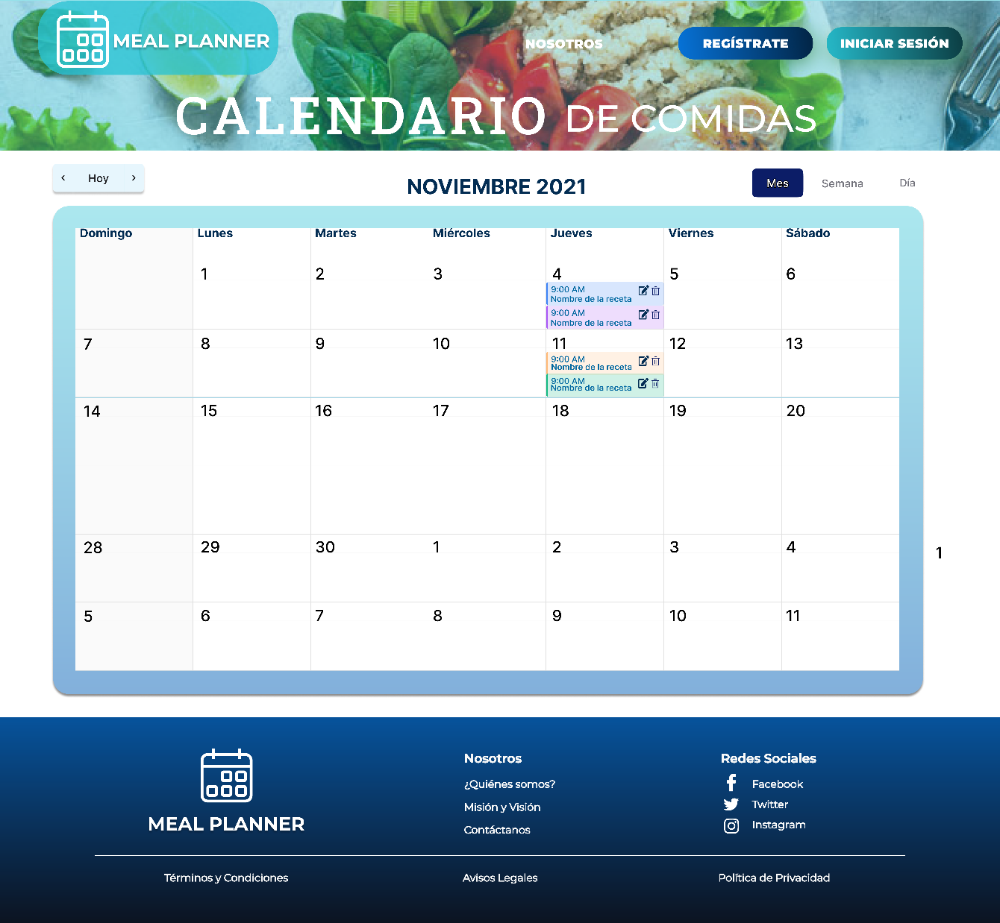 MEAL PLANNER
NOSOTROS
REGÍSTRATE
INICIAR SESIÓN
CALENDARIO DE COMIDAS
Hoy
NOVIEMBRE 2021
Mes
Semana
Día
Domingo Lunes Martes Miércoles Jueves Viernes Sábado
1 2 3 4 5 6
9:00 AM
Nombre de la receta
9:00 AM
Nombre de la receta
7 8 9 10 11 12 13
9:00 AM
Nombre de la receta
9:00 AM
Nombre de la receta
14 15 16 17 18 19 20
28 29 30 1 2 3 4
1
5 6 7 8 9 10 11
MEAL PLANNER
Nosotros
¿Quiénes somos?
Misión y Visión
Contáctanos
Redes Sociales
Facebook
Twitter
Instagram
Términos y Condiciones
Avisos Legales
Política de Privacidad